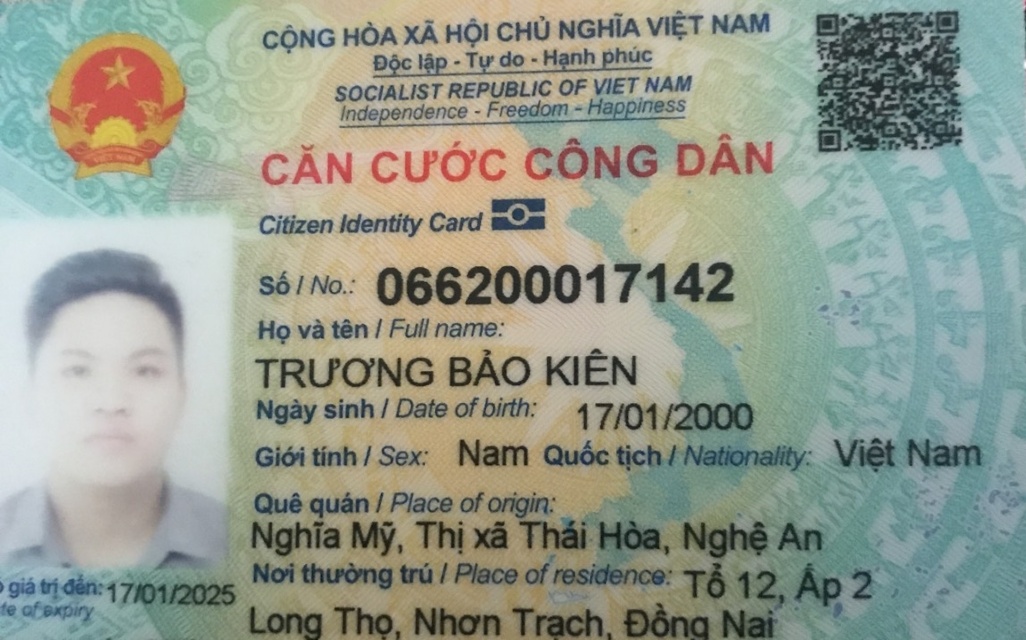 CỘNG HÒA XÃ HỘI CHỦ NGHĨA VIỆT NAM
Độc lập - Tự do - Hạnh phúc
SOCIALIST REPUBLIC OF VIET NAM
Independence - Freedom - Happiness
CĂN CƯỚC CÔNG DÂN
Citizen Identity Card
Số / No.: 066200017142
Họ và tên / Full name:
TRƯƠNG BẢO KIÊN
Ngày sinh / Date of birth: 17/01/2000
Giới tính / Sex: Nam Quốc tịch / Nationality: Việt Nam
Quê quán / Place of origin:
Nghĩa Mỹ, Thị xã Thái Hòa, Nghệ An
Nơi thường trú / Place of residence: Tổ 12, Ấp 2
Long Thọ, Nhơn Trạch, Đồng Nai
giá trị đến: 17/01/2025
of expiry